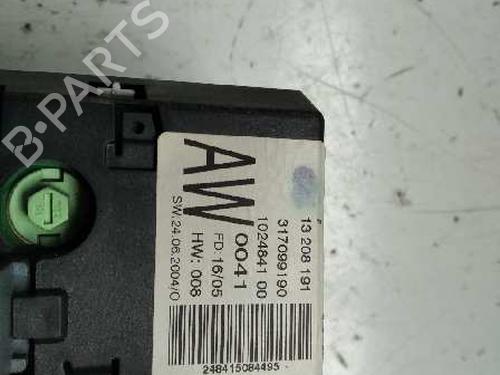 B-PARTS
13 208 191
317099190
1024841 00
0041
AW
FD: 16/05
HW: 008
SW:24.06.2004/0
248415084495